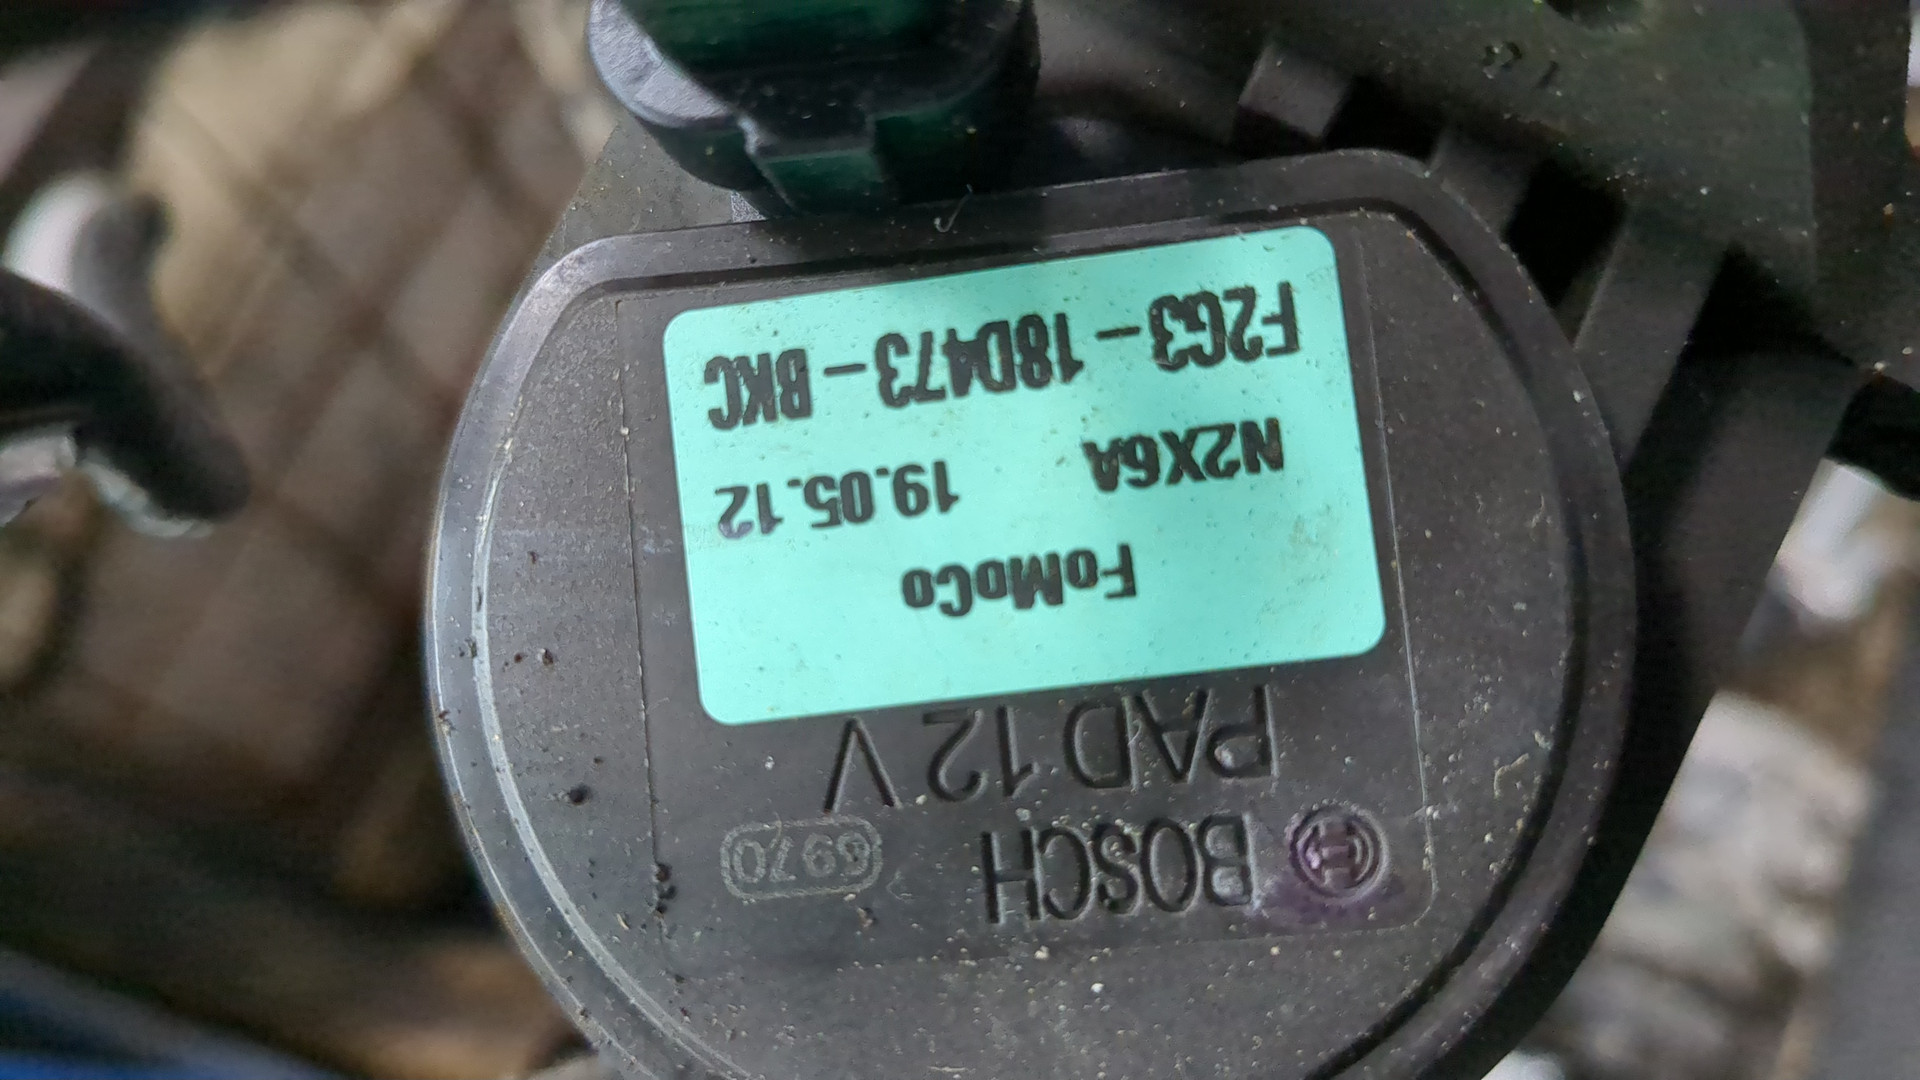 BOSCH 6970
PAD 12 V
FoMoCo
N2X6A 19.05.12
F2G3-18D473-BKC